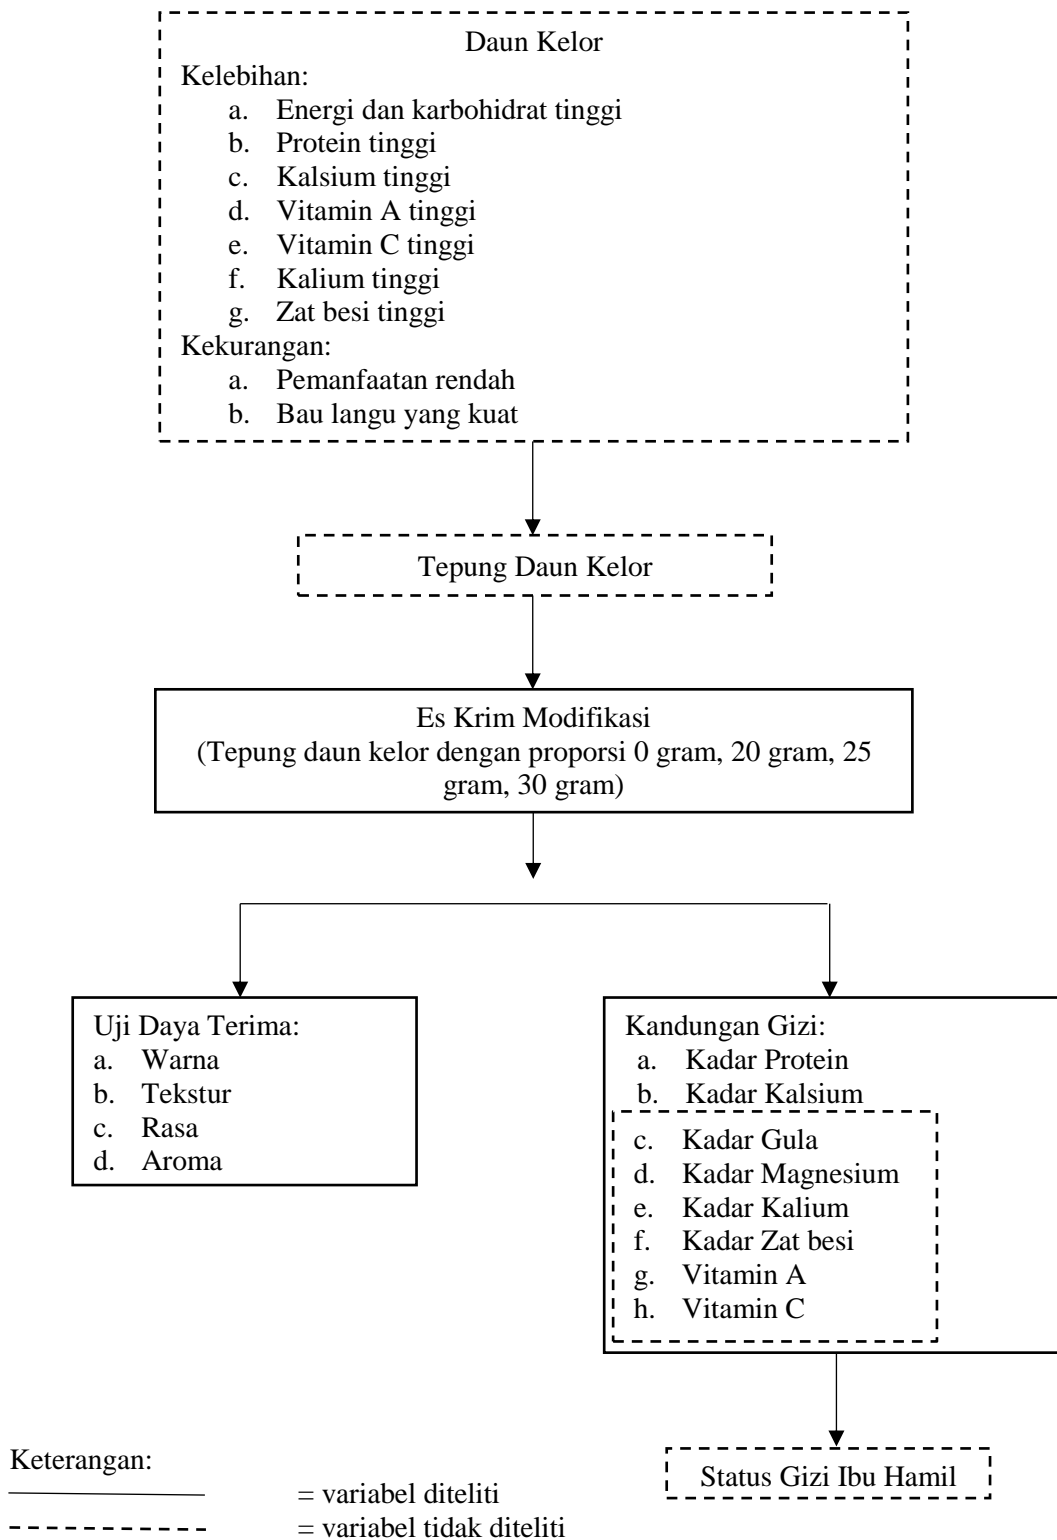 Daun Kelor
Kelebihan:
a. Energi dan karbohidrat tinggi
b. Protein tinggi
c. Kalsium tinggi
d. Vitamin A tinggi
e. Vitamin C tinggi
f. Kalium tinggi
g. Zat besi tinggi
Kekurangan:
a. Pemanfaatan rendah
b. Bau langu yang kuat
Tepung Daun Kelor
Es Krim Modifikasi
(Tepung daun kelor dengan proporsi 0 gram, 20 gram, 25
gram, 30 gram)
Uji Daya Terima:
a. Warna
b. Tekstur
c. Rasa
d. Aroma
Kandungan Gizi:
a. Kadar Protein
b. Kadar Kalsium
c. Kadar Gula
d. Kadar Magnesium
e. Kadar Kalium
f. Kadar Zat besi
g. Vitamin A
h. Vitamin C
Status Gizi Ibu Hamil
Keterangan:
= variabel diteliti
= variabel tidak diteliti